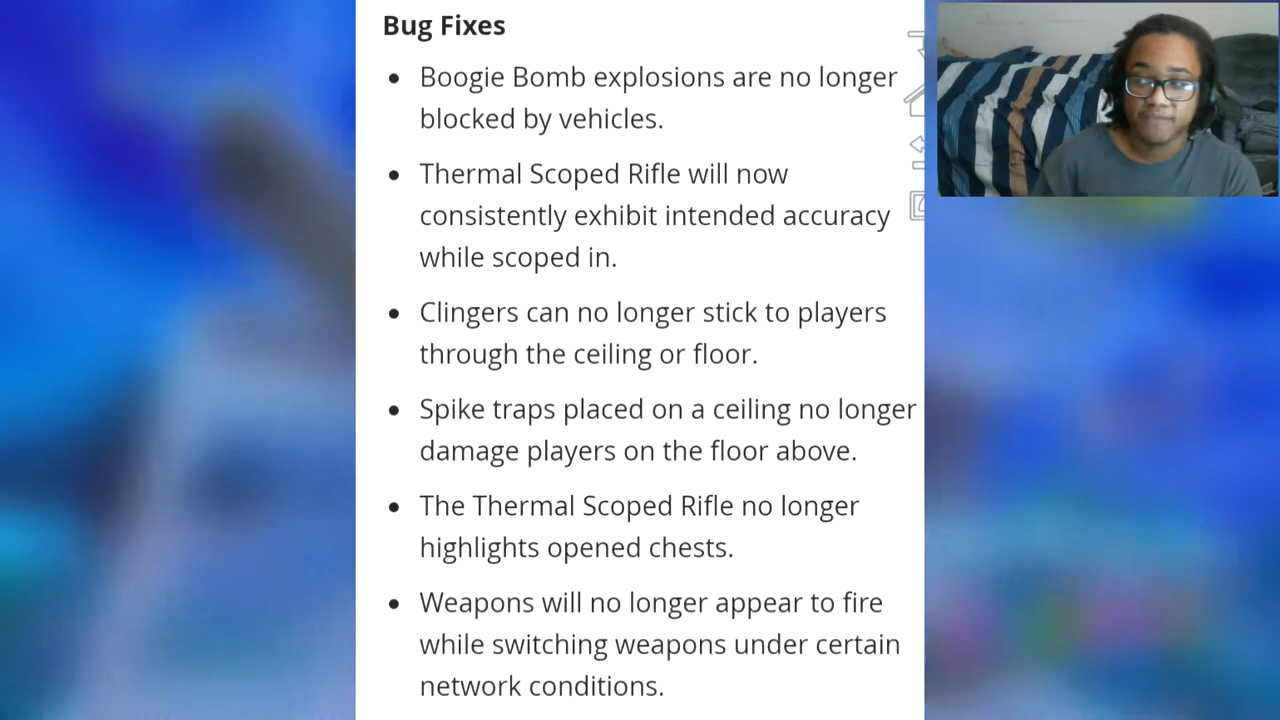 Bug Fixes
• Boogie Bomb explosions are no longer
blocked by vehicles.
• Thermal Scoped Rifle will now
consistently exhibit intended accuracy
while scoped in.
• Clingers can no longer stick to players
through the ceiling or floor.
• Spike traps placed on a ceiling no longer
damage players on the floor above.
• The Thermal Scoped Rifle no longer
highlights opened chests.
• Weapons will no longer appear to fire
while switching weapons under certain
network conditions.